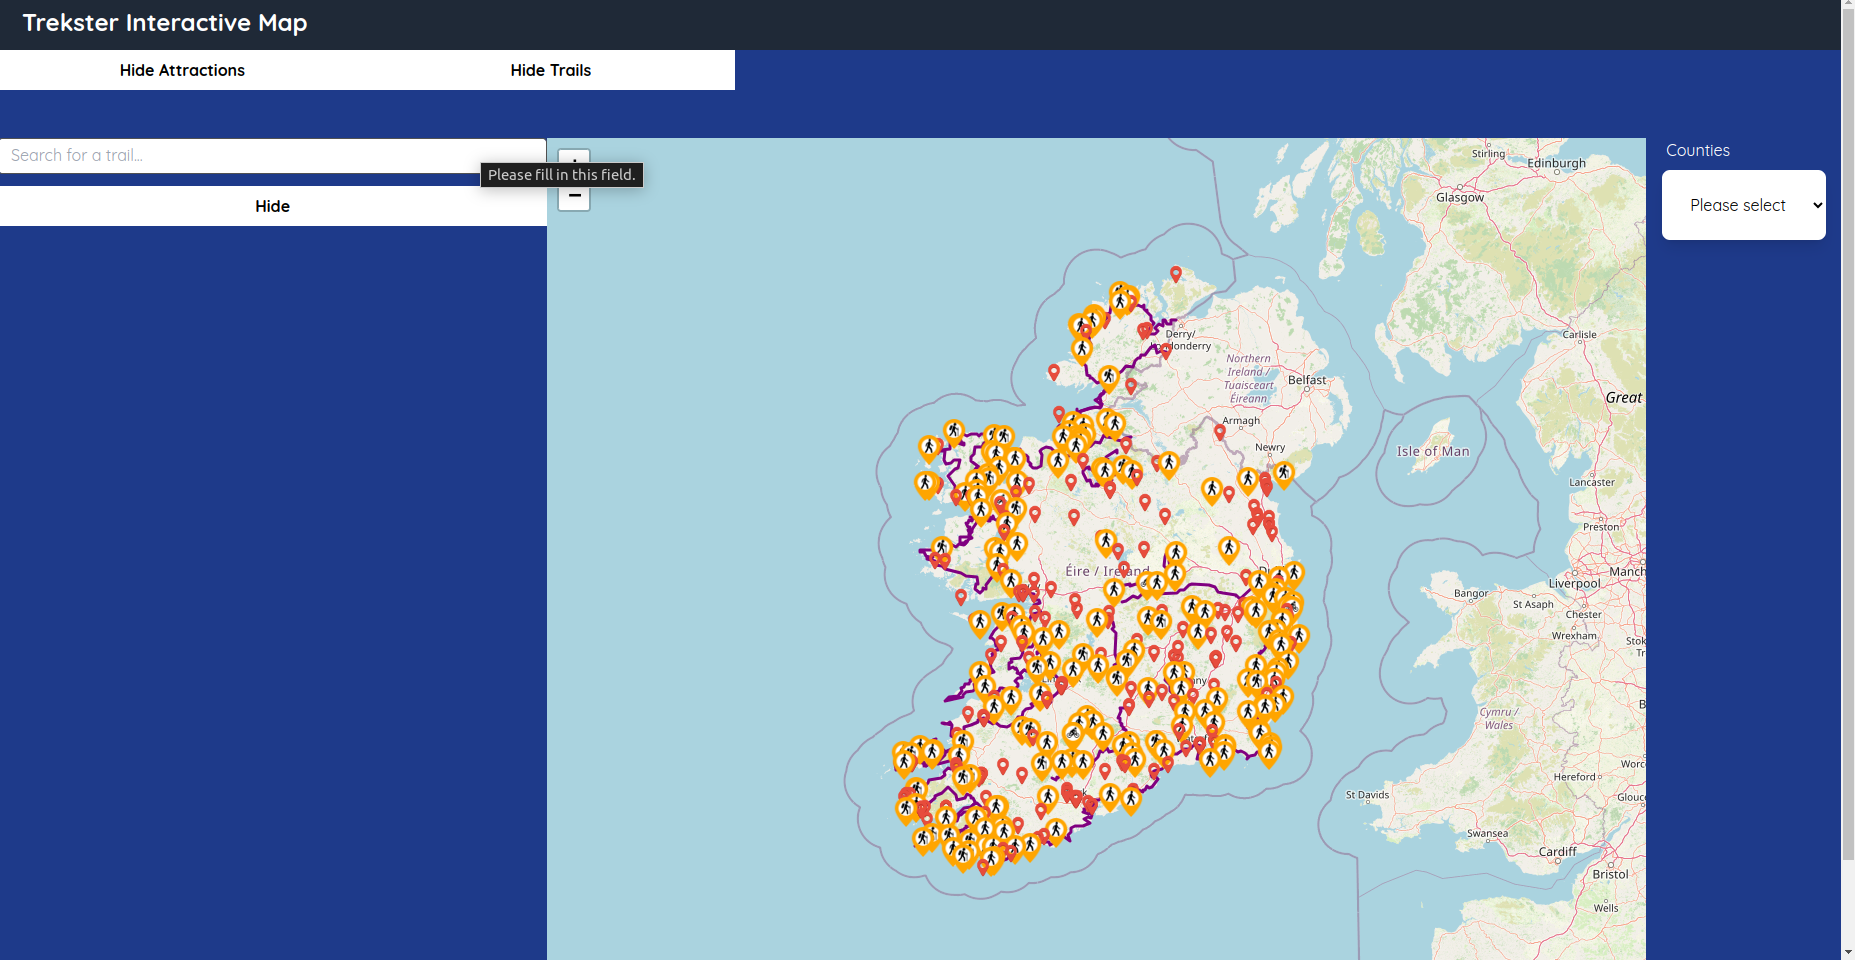 Trekster Interactive Map
Hide Attractions
Hide Trails
Search for a trail...
Please fill in this field.
Hide
Counties
Please select
Stirling
Edinburgh
Glasgow
Carlisle
Derry/
Northern
Ireland /
Tuaisceart
Éireann
Belfast
Great
Armagh
Newry
Isle of Man
Lancaster
Preston
Éire / Ireland
Manch
Liverpool
Bangor
St Asaph
Chester
Wrexham
Stok
Tr
Cymru /
Wales
B
Hereford
Worc
St Davids
Glouc
Swansea
Cardiff
Bristol
Wells